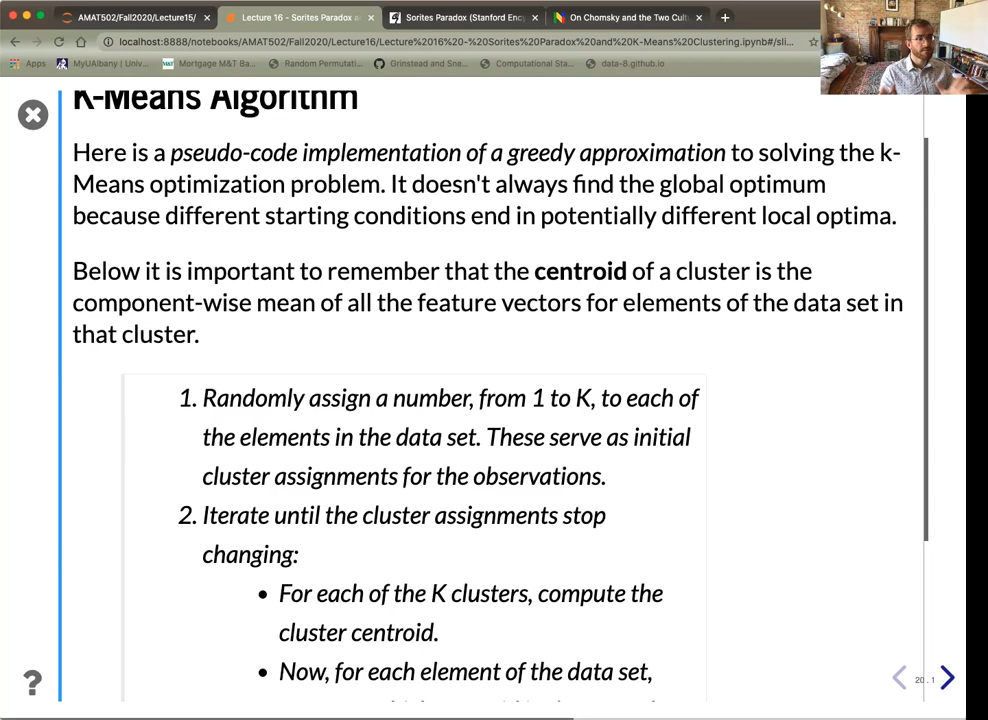 AMAT502/Fall2020/Lecture15/
Lecture 16 - Sorites Paradox
Sorites Paradox (Stanford Ency
On Chomsky and the Two Cult
localhost:8888/notebooks/AMAT502/Fall2020/Lecture16/Lecture%2016%20-%20Sorites%20Paradox%20and%20K-Means%20Clustering.ipynb#/sli...
Apps
MyUAlbany | Univ...
Mortgage M&T Ba...
Random Permutati...
Grinstead and Sne...
Computational Sta...
data-8.github.io
K-Means Algorithm
Here is a pseudo-code implementation of a greedy approximation to solving the k-
Means optimization problem. It doesn't always find the global optimum
because different starting conditions end in potentially different local optima.
Below it is important to remember that the centroid of a cluster is the
component-wise mean of all the feature vectors for elements of the data set in
that cluster.
1. Randomly assign a number, from 1 to K, to each of
the elements in the data set. These serve as initial
cluster assignments for the observations.
2. Iterate until the cluster assignments stop
changing:
• For each of the K clusters, compute the
cluster centroid.
• Now, for each element of the data set,
?
20.1